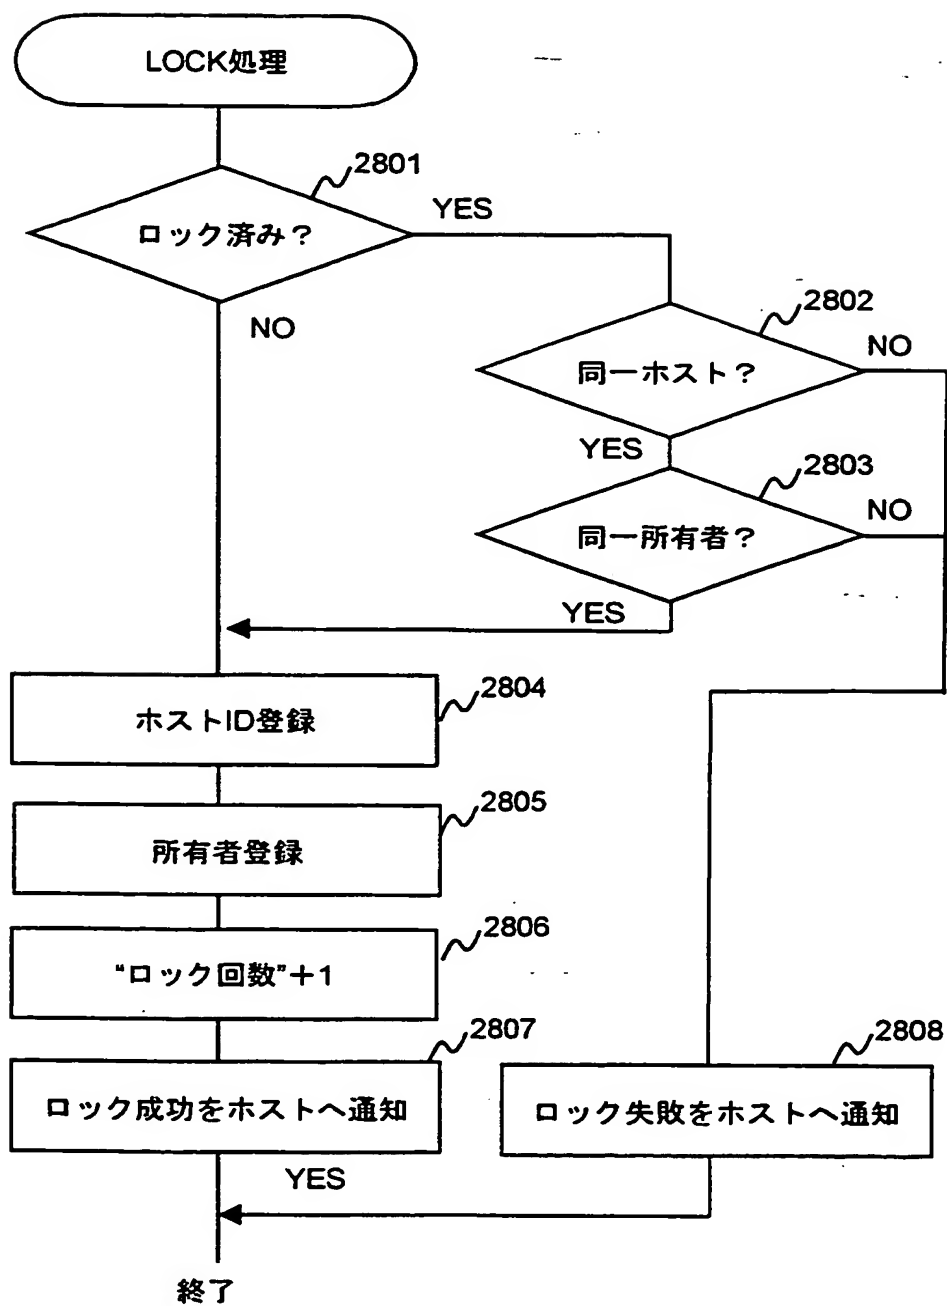 LOCK処理
2801
ロック済み？
YES
NO
2802
同一ホスト？
NO
YES
2803
同一所有者？
NO
YES
2804
ホストID登録
2805
所有者登録
2806
“ロック回数”＋1
2807
ロック成功をホストへ通知
2808
ロック失敗をホストへ通知
YES
終了